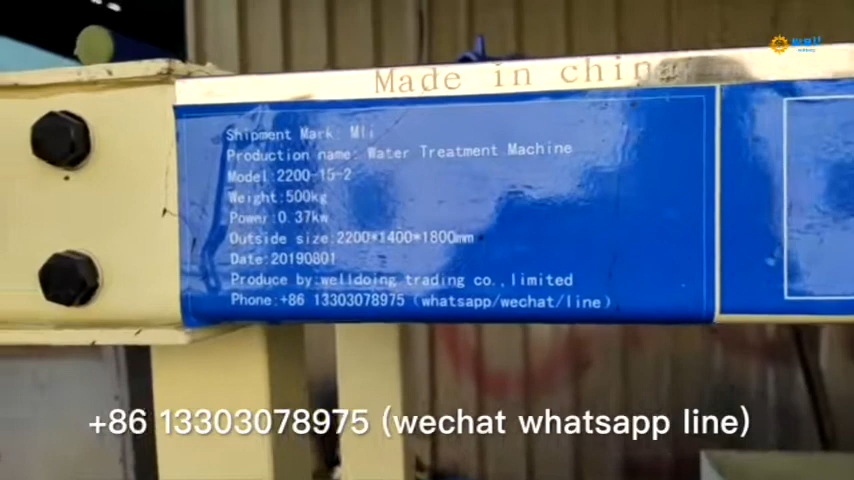 Made in china
Shipment Mark: Mli
Production name: Water Treatment Machine
Model:2200-15-2
Weight:500kg
Power:0.37kw
Outside size:2200*1400*1800mm
Date:20190801
Produce by:welldoing trading co.,limited
Phone:+86 13303078975 (whatsapp/wechat/line)
+86 13303078975 (wechat whatsapp line)